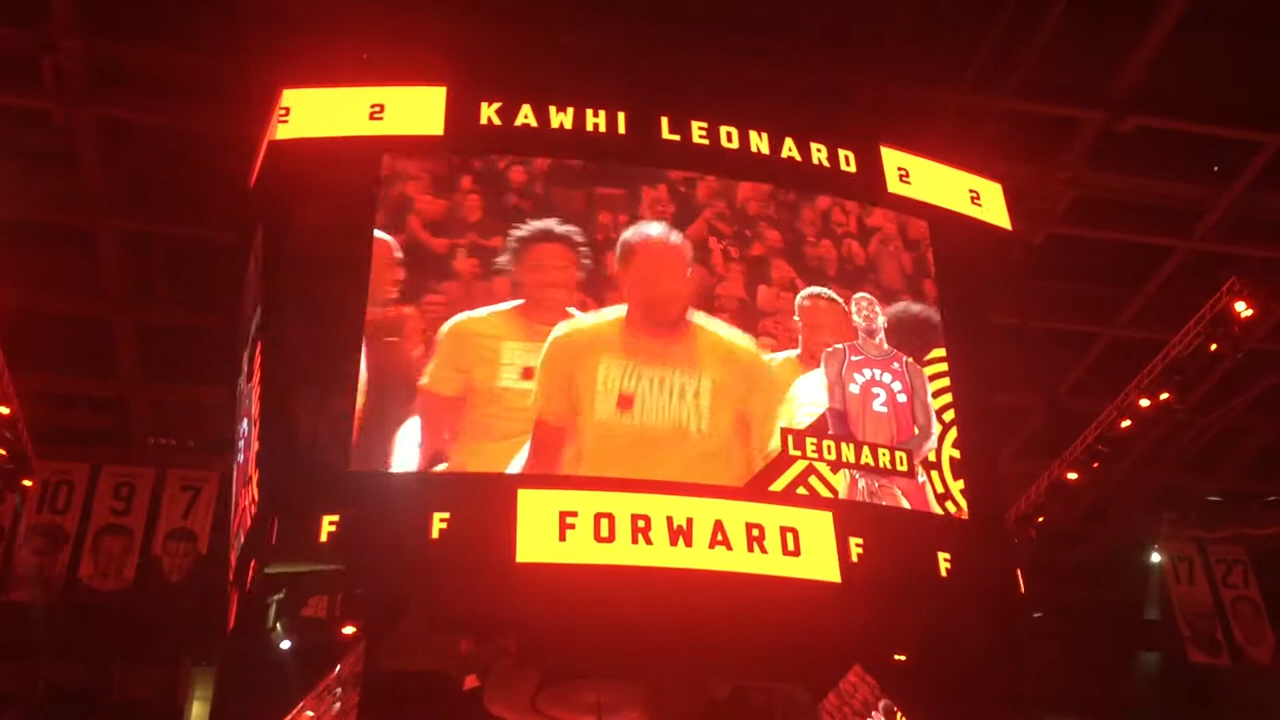 2 2 KAWHI LEONARD 2 2
RAPTORS
2
LEONARD
F F FORWARD F F
10 9 7
17 27